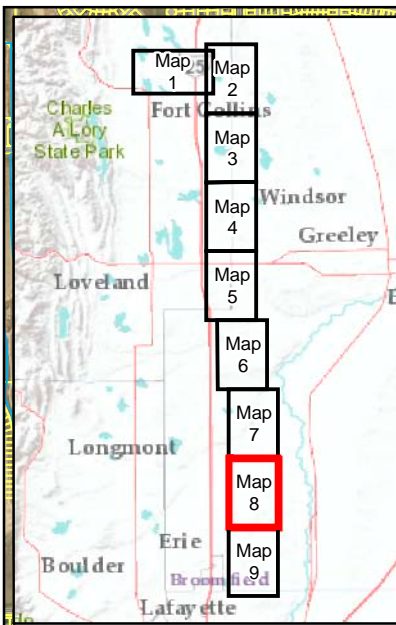 Map
1
25
Map
2
Fort Collins
Charles
A Lory
State Park
Map
3
Windsor
Map
4
Greeley
Map
5
Loveland
Map
6
Map
7
Longmont
Map
8
Erie
Map
9
Boulder
Broomfield
Lafayette